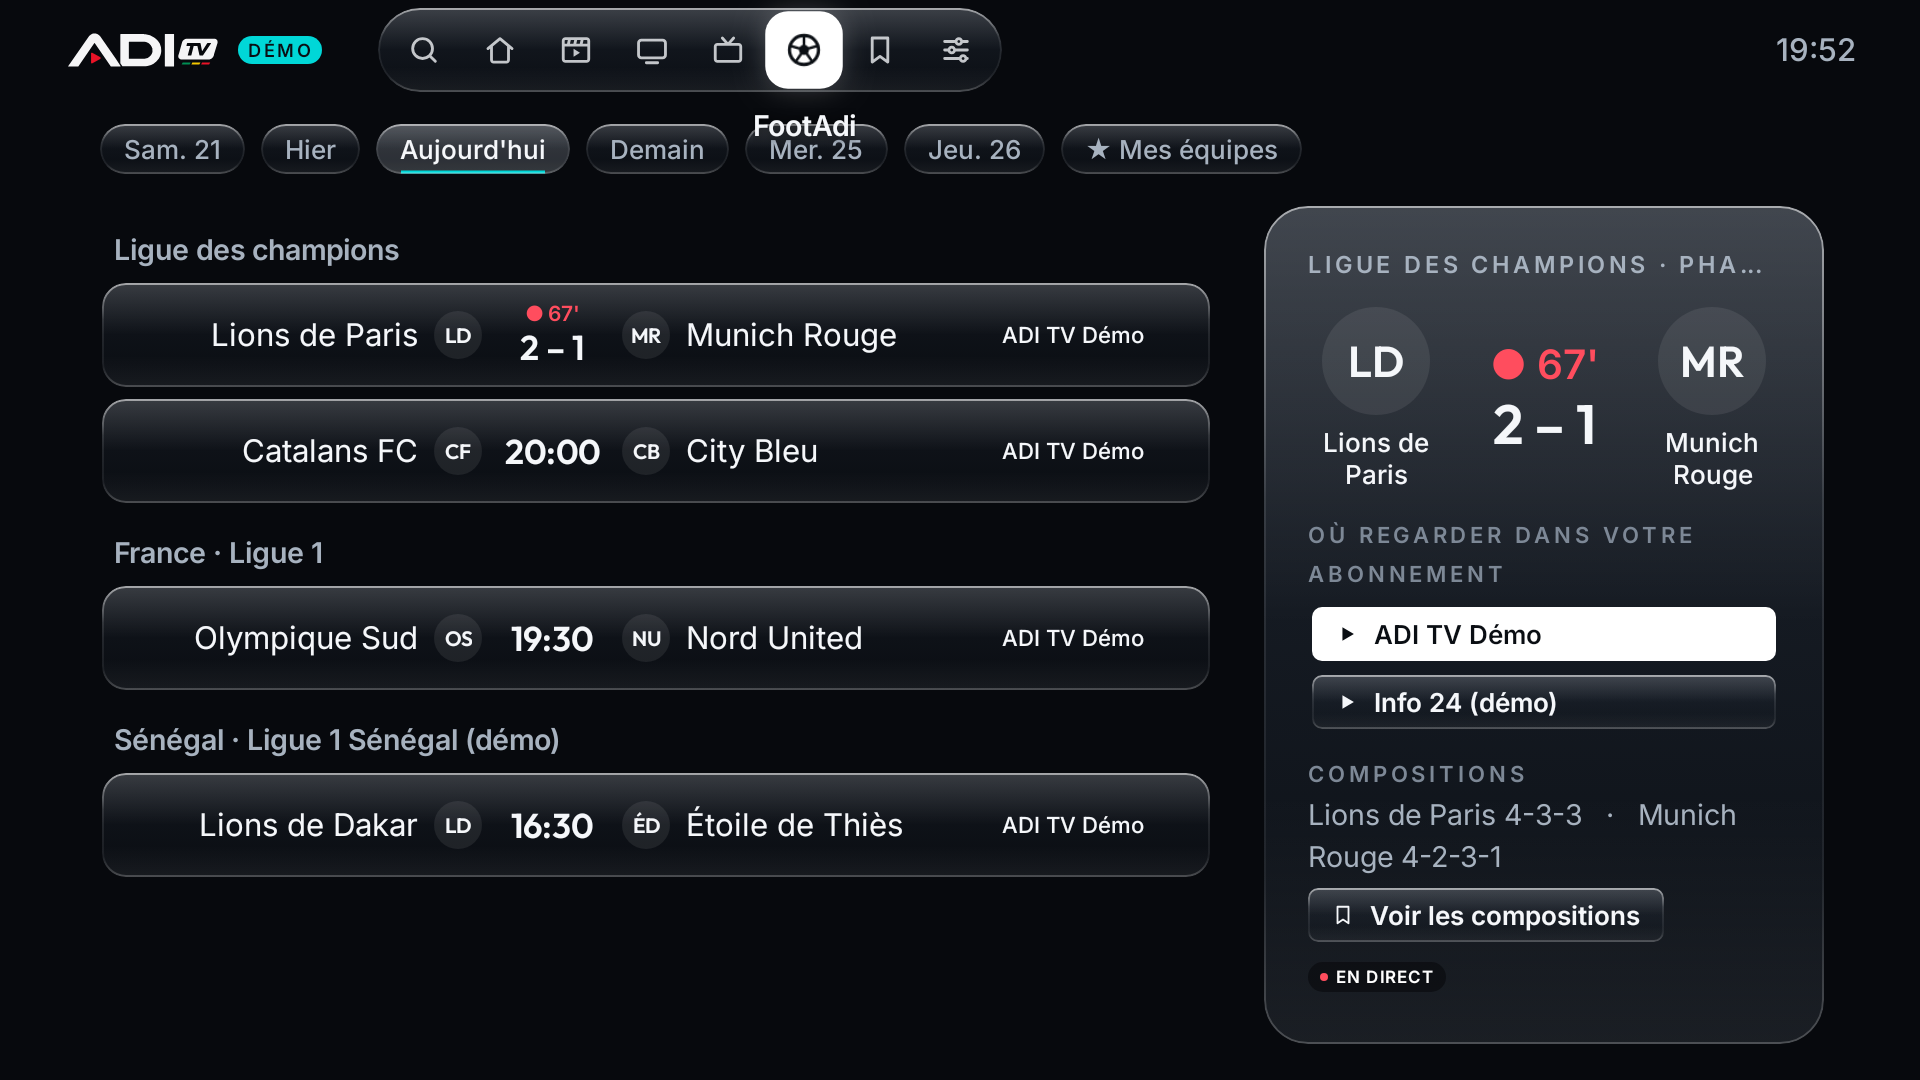 ADI TV
DÉMO
19:52
FootAdi
Sam. 21
Hier
Aujourd'hui
Demain
Mer. 25
Jeu. 26
★ Mes équipes
Ligue des champions
Lions de Paris LD 67' 2 – 1 MR Munich Rouge ADI TV Démo
Catalans FC CF 20:00 CB City Bleu ADI TV Démo
France · Ligue 1
Olympique Sud OS 19:30 NU Nord United ADI TV Démo
Sénégal · Ligue 1 Sénégal (démo)
Lions de Dakar LD 16:30 ÉD Étoile de Thiès ADI TV Démo
LIGUE DES CHAMPIONS · PHA…
LD 67' MR
2 – 1
Lions de Paris
Munich Rouge
OÙ REGARDER DANS VOTRE
ABONNEMENT
ADI TV Démo
Info 24 (démo)
COMPOSITIONS
Lions de Paris 4-3-3 · Munich
Rouge 4-2-3-1
Voir les compositions
EN DIRECT